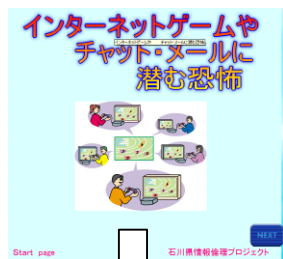 インターネットゲームや
チャット・メールに
潜む恐怖
NEXT
Start page
石川県情報倫理プロジェクト